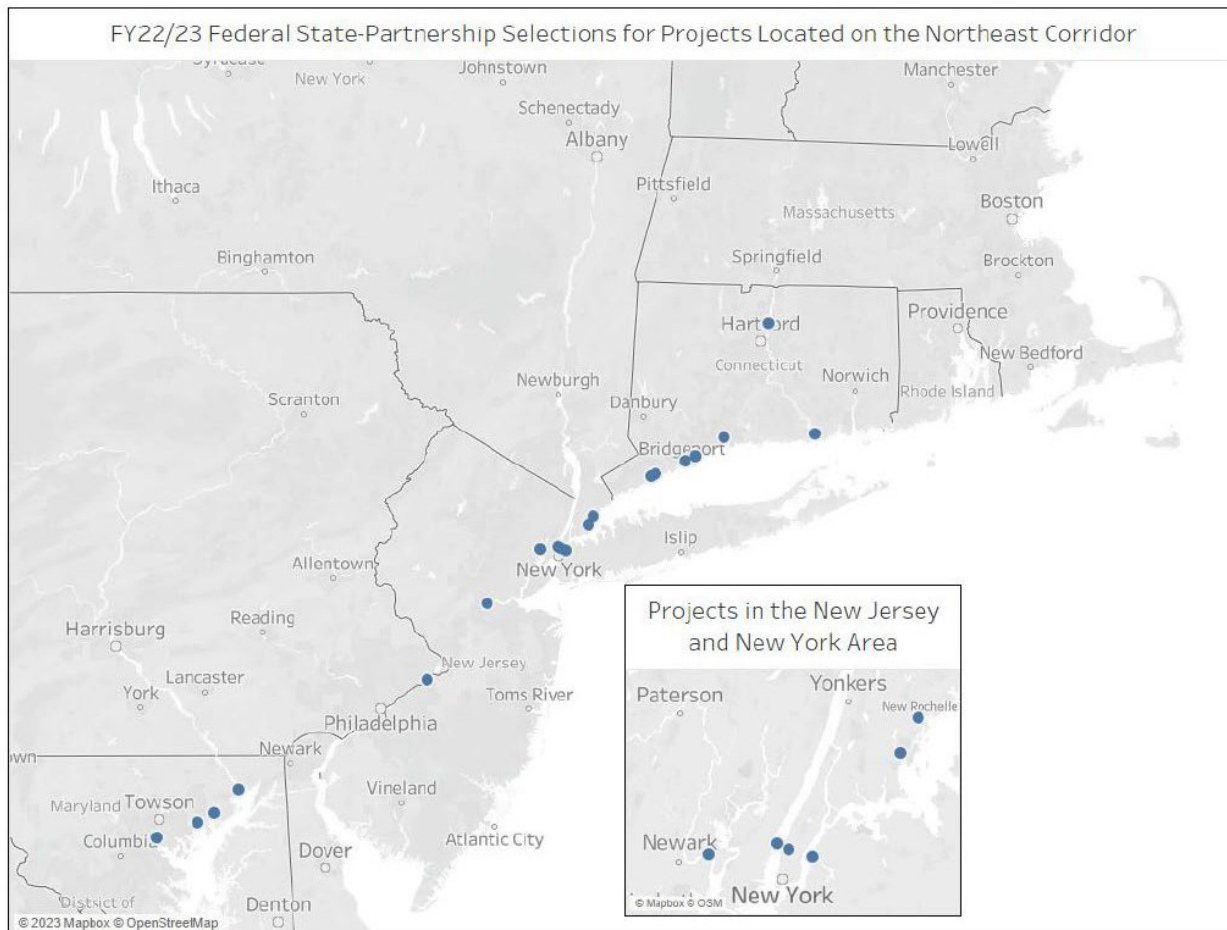 FY22/23 Federal State-Partnership Selections for Projects Located on the Northeast Corridor
Syracuse
New York
Johnstown
Manchester
Schenectady
Albany
Lowell
Ithaca
Pittsfield
Massachusetts
Boston
Binghamton
Springfield
Brockton
Hartford
Providence
Connecticut
New Bedford
Scranton
Newburgh
Norwich
Danbury
Rhode Island
Bridgeport
Islip
New York
Allentown
Reading
Harrisburg
Lancaster
New Jersey
York
Toms River
Philadelphia
Newark
own
Maryland
Towson
Vineland
Columbia
Atlantic City
Dover
District of
Denton
© 2023 Mapbox © OpenStreetMap
Projects in the New Jersey
and New York Area
Paterson
Yonkers
New Rochelle
Newark
New York
© Mapbox © OSM